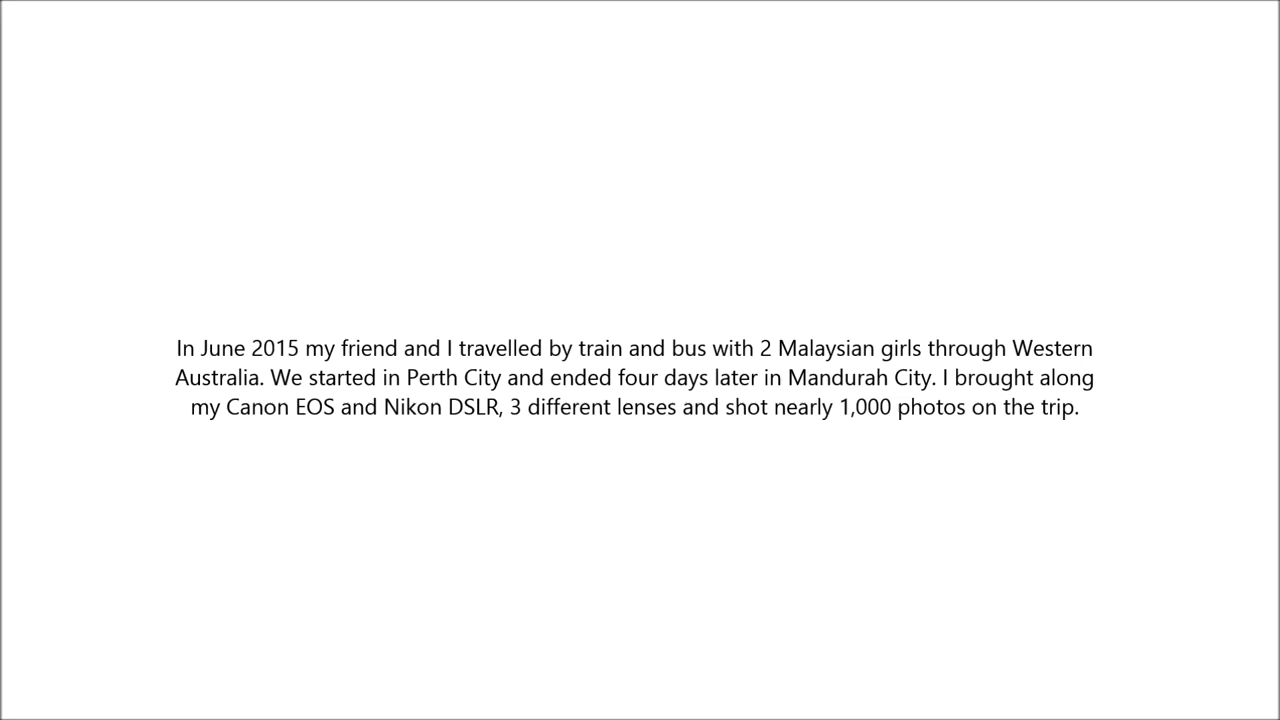 In June 2015 my friend and I travelled by train and bus with 2 Malaysian girls through Western
Australia. We started in Perth City and ended four days later in Mandurah City. I brought along
my Canon EOS and Nikon DSLR, 3 different lenses and shot nearly 1,000 photos on the trip.